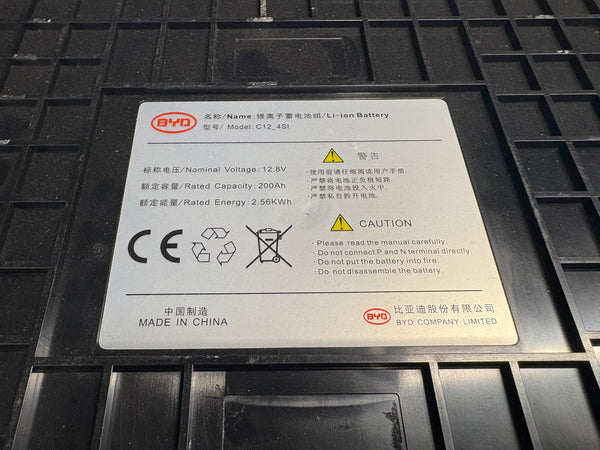 BYD
名称/Name: 锂离子蓄电池组/Li-ion Battery
型号/ Model: C12_4SI
标称电压/Nominal Voltage: 12.8V
额定容量/Rated Capacity: 200Ah
额定能量/Rated Energy: 2.56KWh
警告
·使用前请仔细阅读用户手册.
·严禁将电池正负极短路.
·严禁将电池投入火中.
·严禁私自拆开电池.
CAUTION
· Please read the manual carefully.
· Do not connect P and N terminal directly.
· Do not put the battery into fire.
· Do not disassemble the battery.
CE
中国制造
MADE IN CHINA
BYD
比亚迪股份有限公司
BYD COMPANY LIMITED